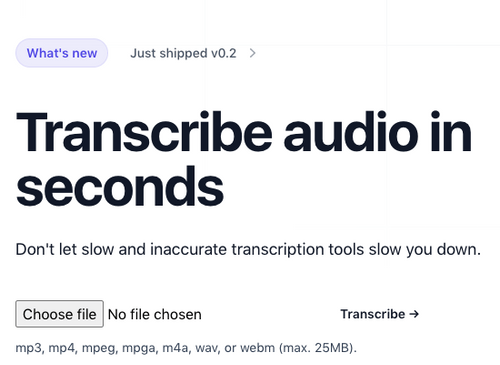 What's new Just shipped v0.2 >
Transcribe audio in
seconds
Don't let slow and inaccurate transcription tools slow you down.
Choose file No file chosen Transcribe →
mp3, mp4, mpeg, mpga, m4a, wav, or webm (max. 25MB).